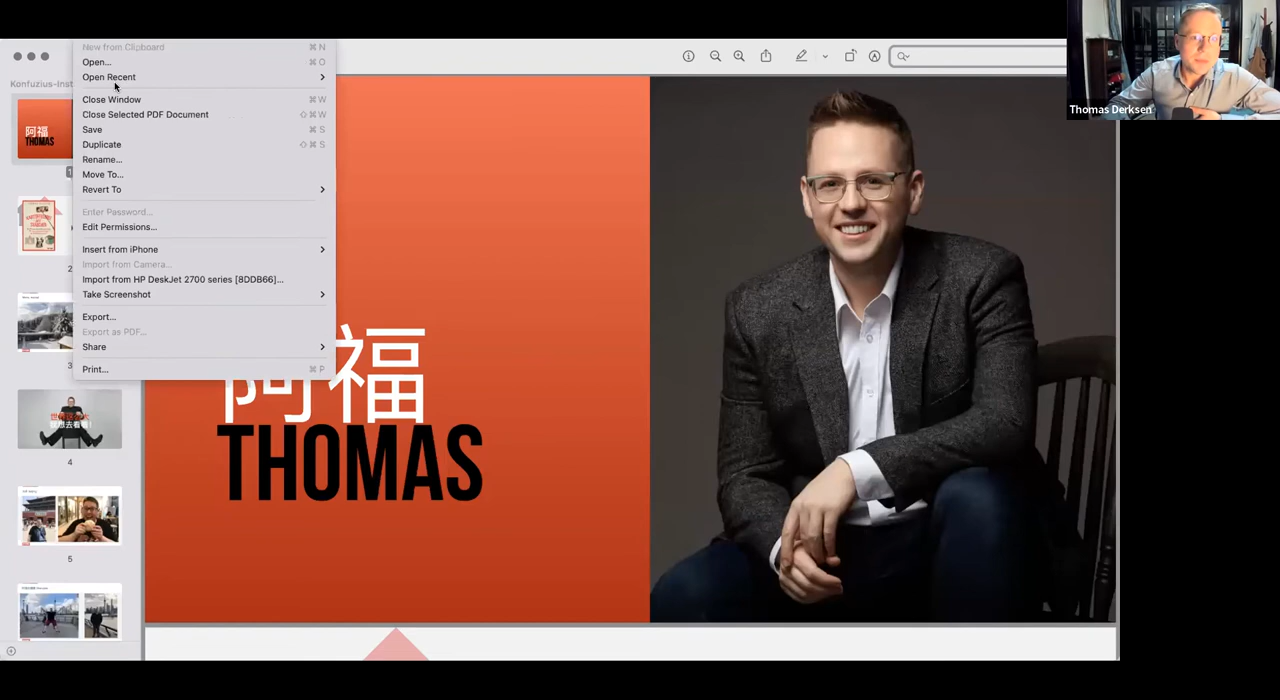 New from Clipboard ⌘ N
Open... ⌘ O
Open Recent
Close Window ⌘ W
Close Selected PDF Document ⇧ ⌘ W
Save ⌘ S
Duplicate ⇧ ⌘ S
Rename...
Move To...
Revert To
Enter Password...
Edit Permissions...
Insert from iPhone
Import from Camera...
Import from HP DeskJet 2700 series [8DDB66]...
Take Screenshot
Export...
Export as PDF...
Share
Print... ⌘ P
Konfuzius-Inst
阿福
THOMAS
1
2
3
4
5
阿福
THOMAS
Thomas Derksen